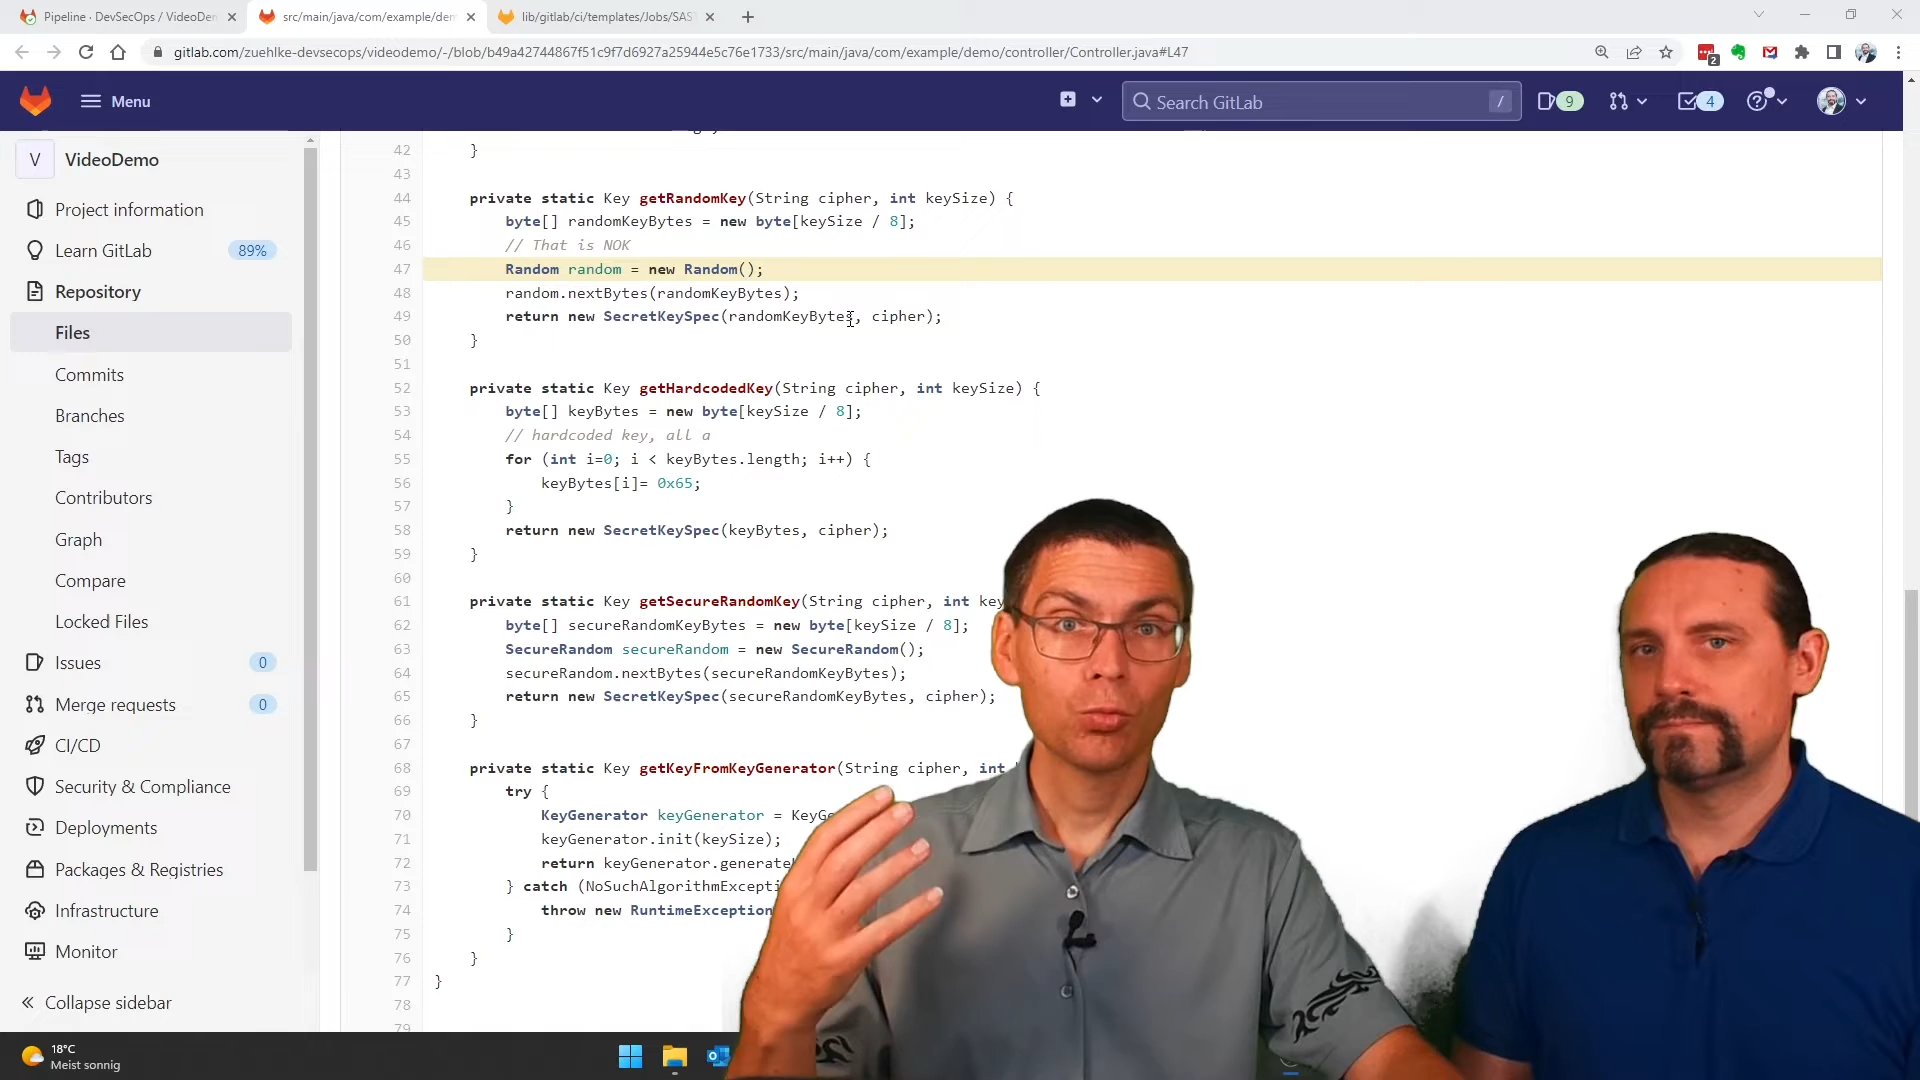 Pipeline · DevSecOps / VideoDem
src/main/java/com/example/dem
lib/gitlab/ci/templates/Jobs/SAS
gitlab.com/zuehlke-devsecops/videodemo/-/blob/b49a42744867f51c9f7d6927a25944e5c76e1733/src/main/java/com/example/demo/controller/Controller.java#L47
2
Menu
Search GitLab
/
9
4
V
VideoDemo
Project information
Learn GitLab
89%
Repository
Files
Commits
Branches
Tags
Contributors
Graph
Compare
Locked Files
Issues
0
Merge requests
0
CI/CD
Security & Compliance
Deployments
Packages & Registries
Infrastructure
Monitor
Collapse sidebar
42 }
43
44 private static Key getRandomKey(String cipher, int keySize) {
45 byte[] randomKeyBytes = new byte[keySize / 8];
46 // That is NOK
47 Random random = new Random();
48 random.nextBytes(randomKeyBytes);
49 return new SecretKeySpec(randomKeyBytes, cipher);
50 }
51
52 private static Key getHardcodedKey(String cipher, int keySize) {
53 byte[] keyBytes = new byte[keySize / 8];
54 // hardcoded key, all a
55 for (int i=0; i < keyBytes.length; i++) {
56 keyBytes[i]= 0x65;
57 }
58 return new SecretKeySpec(keyBytes, cipher);
59 }
60
61 private static Key getSecureRandomKey(String cipher, int key
62 byte[] secureRandomKeyBytes = new byte[keySize / 8];
63 SecureRandom secureRandom = new SecureRandom();
64 secureRandom.nextBytes(secureRandomKeyBytes);
65 return new SecretKeySpec(secureRandomKeyBytes, cipher);
66 }
67
68 private static Key getKeyFromKeyGenerator(String cipher, int
69 try {
70 KeyGenerator keyGenerator = KeyGe
71 keyGenerator.init(keySize);
72 return keyGenerator.generate
73 } catch (NoSuchAlgorithmExcepti
74 throw new RuntimeException
75 }
76 }
77 }
78
79
18°C
Meist sonnig